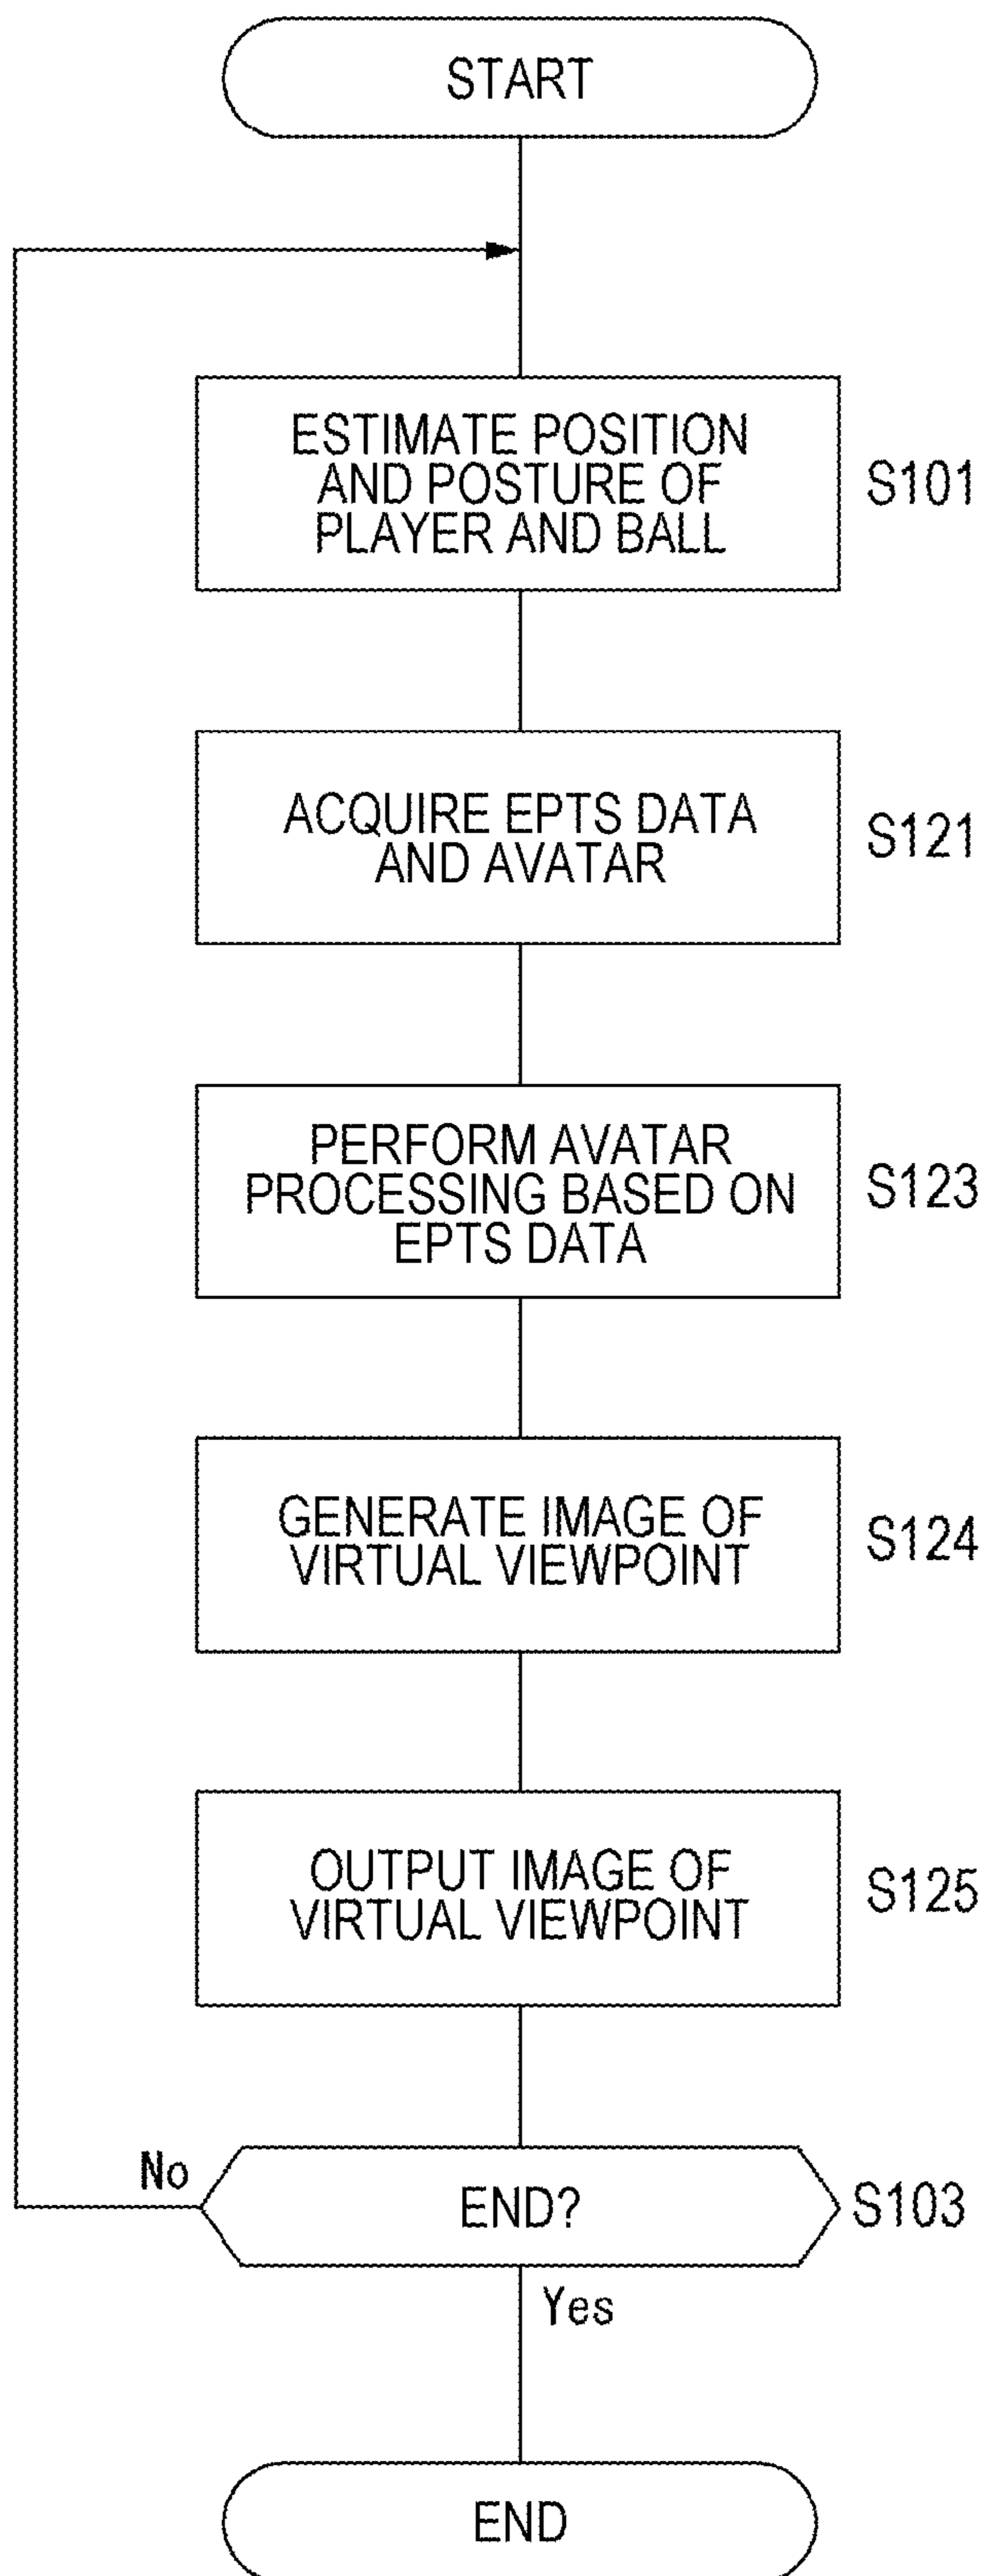 START
ESTIMATE POSITION
AND POSTURE OF
PLAYER AND BALL
S101
ACQUIRE EPTS DATA
AND AVATAR
S121
PERFORM AVATAR
PROCESSING BASED ON
EPTS DATA
S123
GENERATE IMAGE OF
VIRTUAL VIEWPOINT
S124
OUTPUT IMAGE OF
VIRTUAL VIEWPOINT
S125
No
END?
S103
Yes
END